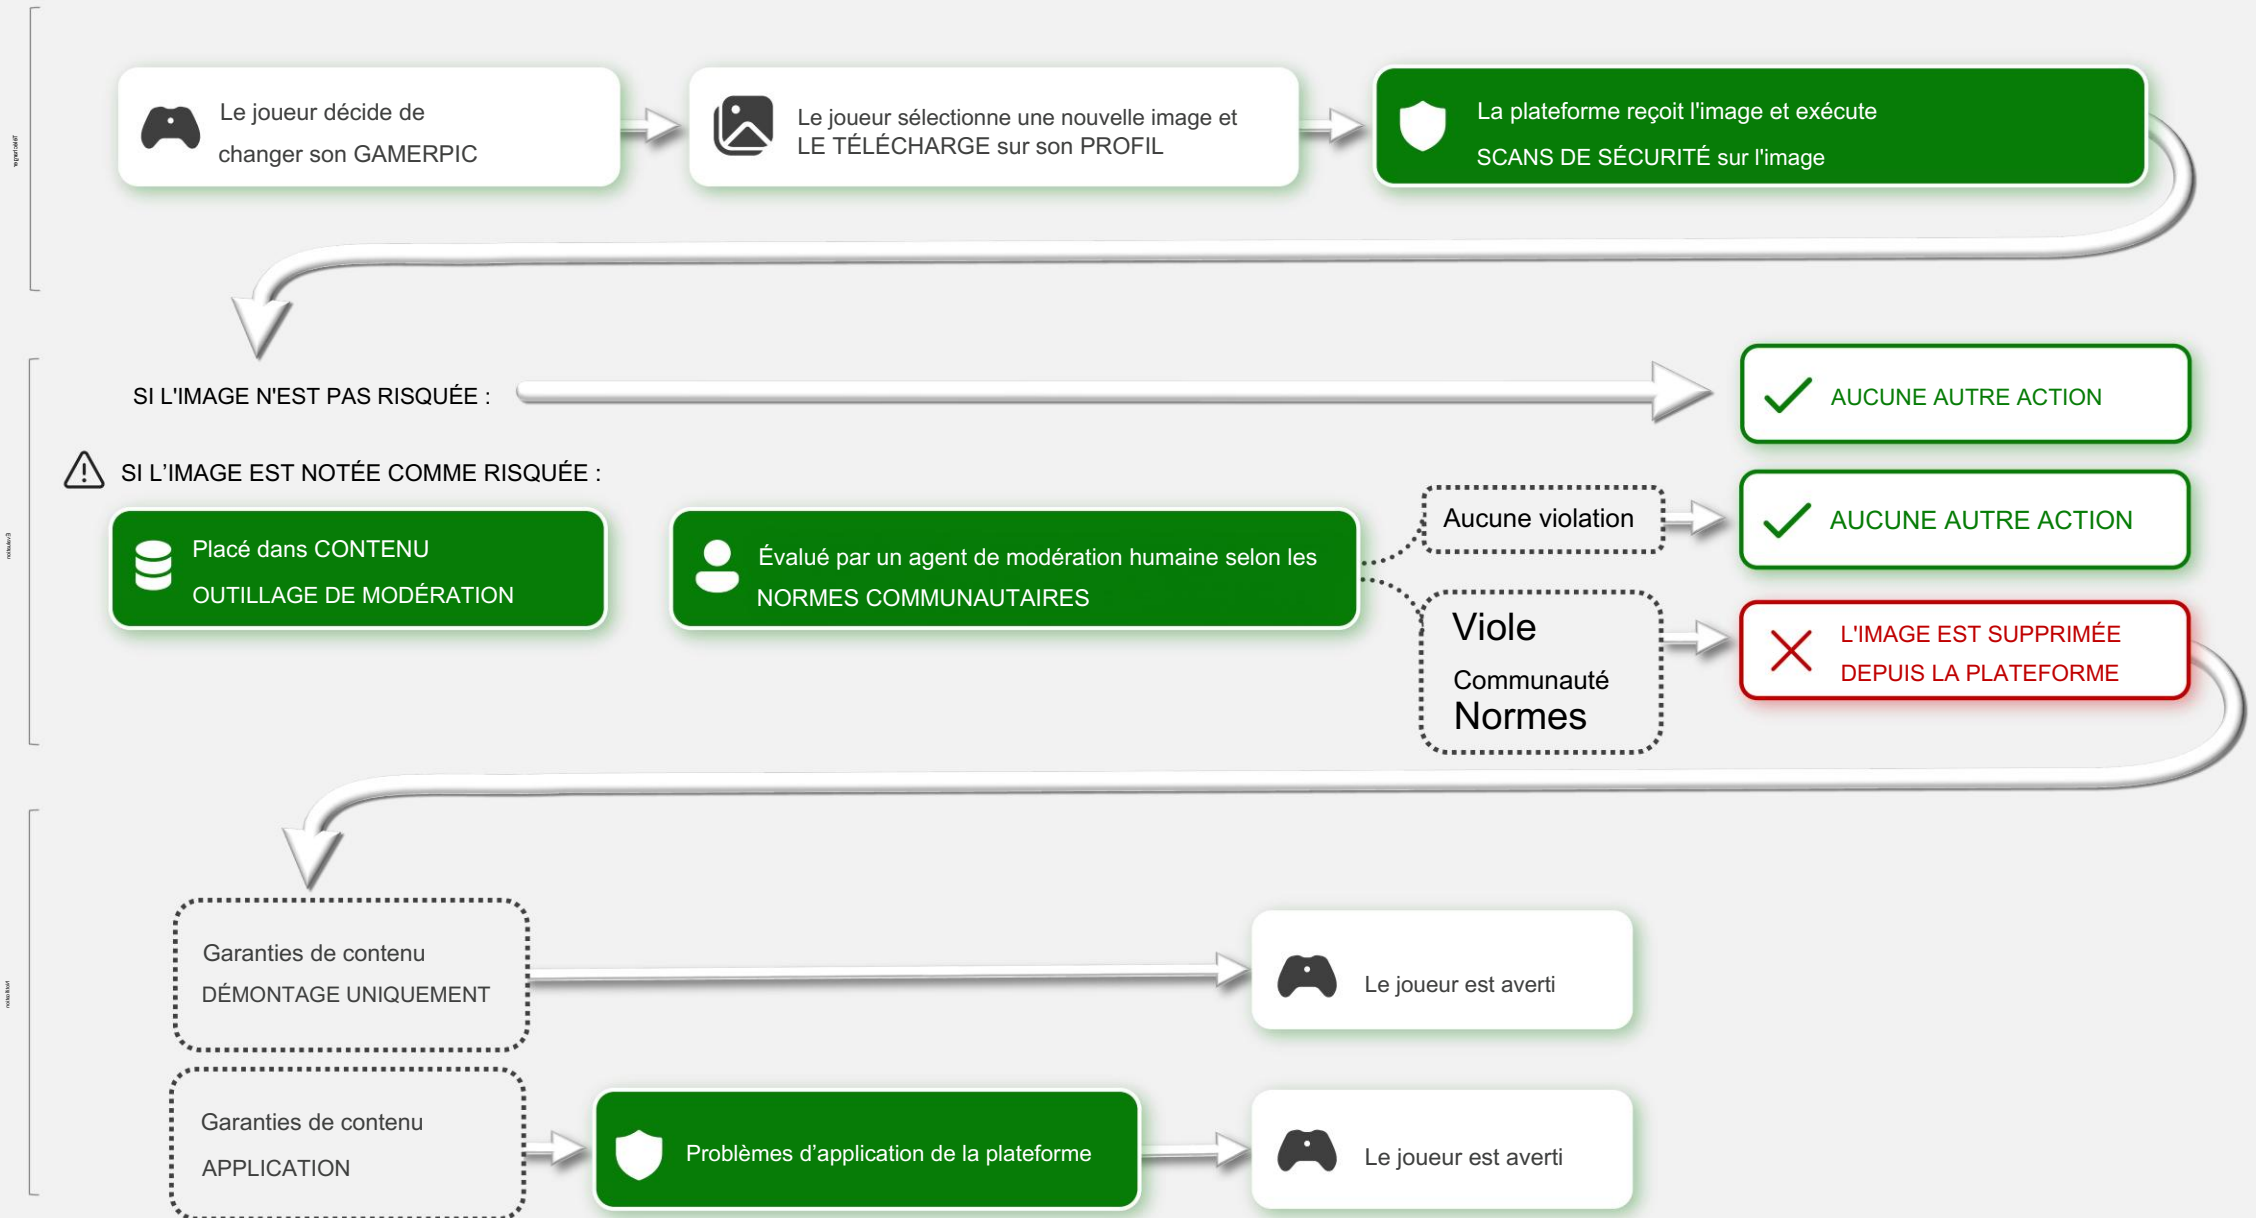 Le joueur décide de
changer son GAMERPIC
Le joueur sélectionne une nouvelle image et
LE TÉLÉCHARGE sur son PROFIL
La plateforme reçoit l'image et exécute
SCANS DE SÉCURITÉ sur l'image
SI L'IMAGE N'EST PAS RISQUÉE :
AUCUNE AUTRE ACTION
SI L’IMAGE EST NOTÉE COMME RISQUÉE :
Placé dans CONTENU
OUTILLAGE DE MODÉRATION
Évalué par un agent de modération humaine selon les
NORMES COMMUNAUTAIRES
Aucune violation
AUCUNE AUTRE ACTION
Viole
Communauté
Normes
L'IMAGE EST SUPPRIMÉE
DEPUIS LA PLATEFORME
Garanties de contenu
DÉMONTAGE UNIQUEMENT
Le joueur est averti
Garanties de contenu
APPLICATION
Problèmes d’application de la plateforme
Le joueur est averti